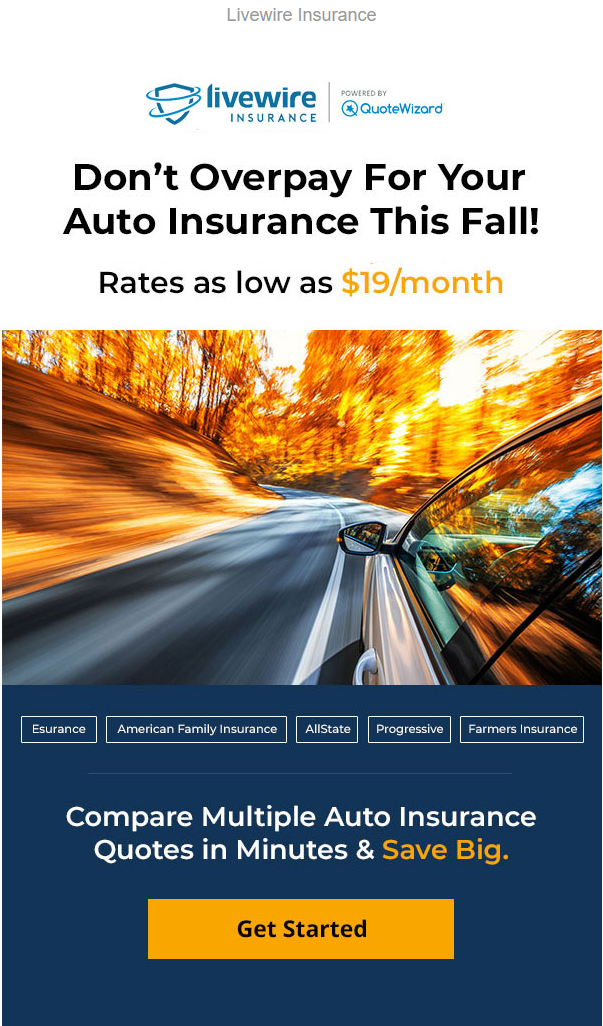 Livewire Insurance
livewire
INSURANCE
POWERED BY
QuoteWizard
Don’t Overpay For Your
Auto Insurance This Fall!
Rates as low as $19/month
Esurance
American Family Insurance
AllState
Progressive
Farmers Insurance
Compare Multiple Auto Insurance
Quotes in Minutes & Save Big.
Get Started